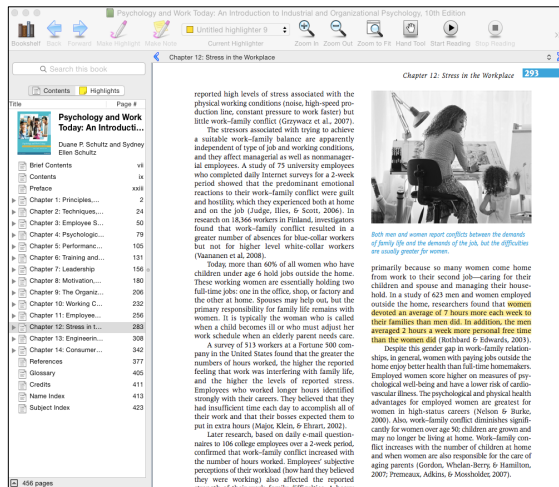 Psychology and Work Today: An Introduction to Industrial and Organizational Psychology, 10th Edition
Untitled highlighter 9
Bookshelf Back Forward Make Highlight Make Note Current Highlighter Zoom In Zoom Out Zoom to Fit Hand Tool Start Reading Stop Reading
Search this book
Chapter 12: Stress in the Workplace
Contents Highlights
Title Page #
Psychology and Work
Today: An Introducti...
Duane P. Schultz and Sydney
Ellen Schultz
Brief Contents vii
Contents ix
Preface xxiii
Chapter 1: Principles,... 2
Chapter 2: Techniques,... 24
Chapter 3: Employee S... 50
Chapter 4: Psychologic... 79
Chapter 5: Performanc... 105
Chapter 6: Training and... 131
Chapter 7: Leadership 156
Chapter 8: Motivation,... 180
Chapter 9: The Organiz... 206
Chapter 10: Working C... 232
Chapter 11: Employee... 256
Chapter 12: Stress in t... 283
Chapter 13: Engineerin... 308
Chapter 14: Consumer... 342
References 377
Glossary 405
Credits 411
Name Index 413
Subject Index 423
456 pages
Chapter 12: Stress in the Workplace 293
reported high levels of stress associated with the
physical working conditions (noise, high-speed pro-
duction line, constant pressure to work faster) but
little work–family conflict (Grzywacz et al., 2007).
The stressors associated with trying to achieve
a suitable work–family balance are apparently
independent of type of job and working conditions,
and they affect managerial as well as nonmanager-
ial employees. A study of 75 university employees
who completed daily Internet surveys for a 2-week
period showed that the predominant emotional
reactions to their work–family conflict were guilt
and hostility, which they experienced both at home
and on the job (Judge, Ilies, & Scott, 2006). In
research on 18,366 workers in Finland, investigators
found that work–family conflict resulted in a
greater number of absences for blue-collar workers
but not for higher level white-collar workers
(Vaananen et al., 2008).
Today, more than 60% of all women who have
children under age 6 hold jobs outside the home.
These working women are essentially holding two
full-time jobs: one in the office, shop, or factory and
the other at home. Spouses may help out, but the
primary responsibility for family life remains with
women. It is typically the woman who is called
when a child becomes ill or who must adjust her
work schedule when an elderly parent needs care.
A survey of 513 workers at a Fortune 500 com-
pany in the United States found that the greater the
numbers of hours worked, the higher the reported
feeling that work was interfering with family life,
and the higher the levels of reported stress.
Employees who worked longer hours identified
strongly with their careers. They believed that they
had insufficient time each day to accomplish all of
their work and that their bosses expected them to
put in extra hours (Major, Klein, & Ehrart, 2002).
Later research, based on daily e-mail question-
naires to 106 college employees over a 2-week period,
confirmed that work–family conflict increased with
the number of hours worked. Employees' subjective
perceptions of their workload (how hard they believed
they were working) also affected the reported
Both men and women report conflicts between the demands
of family life and the demands of the job, but the difficulties
are usually greater for women.
primarily because so many women come home
from work to their second job—caring for their
children and spouse and managing their house-
hold. In a study of 623 men and women employed
outside the home, researchers found that women
devoted an average of 7 hours more each week to
their families than men did. In addition, the men
averaged 2 hours a week more personal free time
than the women did (Rothbard & Edwards, 2003).
Despite this gender gap in work–family relation-
ships, in general, women with paying jobs outside the
home enjoy better health than full-time homemakers.
Employed women score higher on measures of psy-
chological well-being and have a lower risk of cardio-
vascular illness. The psychological and physical health
advantages for employed women are greatest for
women in high-status careers (Nelson & Burke,
2000). Also, work–family conflict diminishes signifi-
cantly for women over age 50; children are grown and
may no longer be living at home. Work–family con-
flict increases with the number of children at home
and when women are also responsible for the care of
aging parents (Gordon, Whelan-Berry, & Hamilton,
2007; Premeaux, Adkins, & Mossholder, 2007).